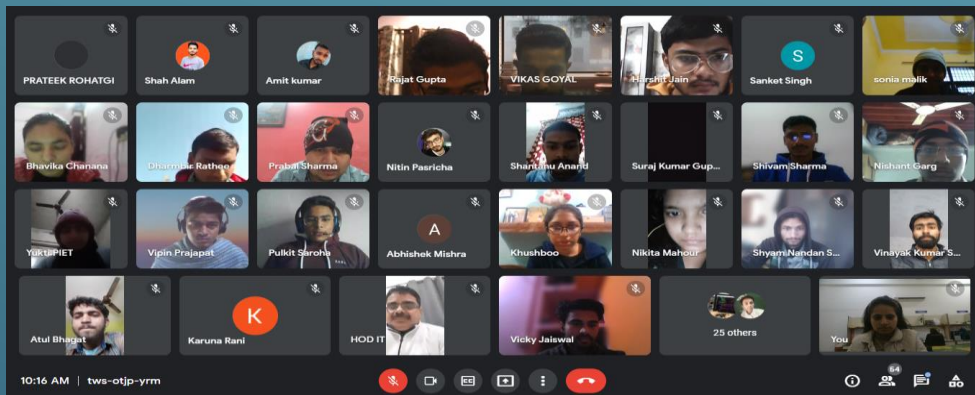 PRATEEK ROHATGI
Shah Alam
Amit kumar
Rajat Gupta
VIKAS GOYAL
Harshit Jain
S
Sanket Singh
sonia malik
Bhavika Chanana
Dharmbir Rathee
Prabal Sharma
Nitin Pasricha
Shantanu Anand
Suraj Kumar Gup...
Shivam Sharma
Nishant Garg
Yukti PIET
Vipin Prajapat
Pulkit Saroha
A
Abhishek Mishra
Khushboo
Nikita Mahour
Shyam Nandan S...
Vinayak Kumar S...
Atul Bhagat
K
Karuna Rani
HOD IT
Vicky Jaiswal
25 others
You
10:16 AM | tws-otjp-yrm
CC
54